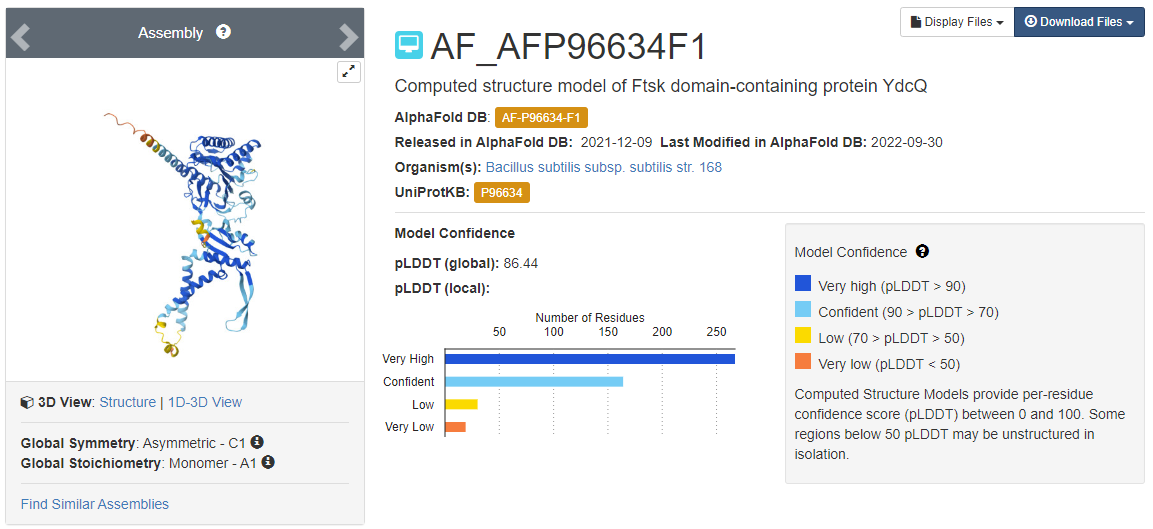 Assembly ?
Display Files
Download Files
AF_AFP96634F1
Computed structure model of Ftsk domain-containing protein YdcQ
AlphaFold DB: AF-P96634-F1
Released in AlphaFold DB: 2021-12-09 Last Modified in AlphaFold DB: 2022-09-30
Organism(s): Bacillus subtilis subsp. subtilis str. 168
UniProtKB: P96634
Model Confidence
pLDDT (global): 86.44
pLDDT (local):
Number of Residues
50 100 150 200 250
Very High
Confident
Low
Very Low
Model Confidence ?
Very high (pLDDT > 90)
Confident (90 > pLDDT > 70)
Low (70 > pLDDT > 50)
Very low (pLDDT < 50)
Computed Structure Models provide per-residue
confidence score (pLDDT) between 0 and 100. Some
regions below 50 pLDDT may be unstructured in
isolation.
3D View: Structure | 1D-3D View
Global Symmetry: Asymmetric - C1 i
Global Stoichiometry: Monomer - A1 i
Find Similar Assemblies